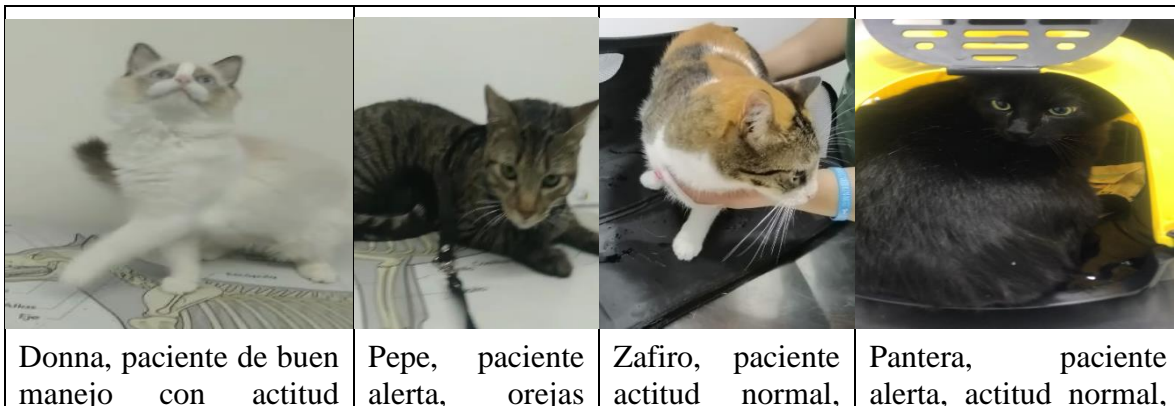 Donna, paciente de buen
manejo con actitud
Pepe, paciente
alerta, orejas
Zafiro, paciente
actitud normal,
Pantera, paciente
alerta, actitud normal,